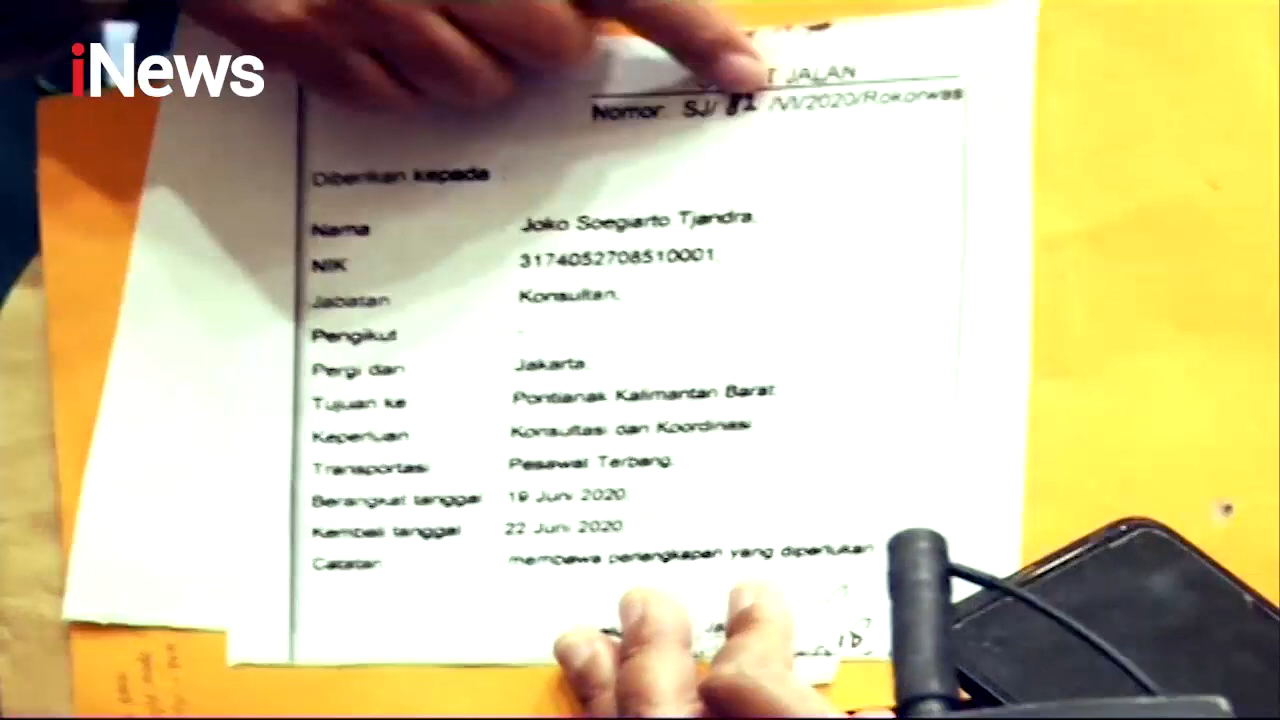 iNews
JALAN
Nomor: SJ/ 82 /VI/2020/Rokorwas
Diberikan kepada :
Nama Joko Soegiarto Tjandra
NIK 3174052708510001
Jabatan Konsultan.
Pengikut -
Pergi dari Jakarta
Tujuan ke Pontianak Kalimantan Barat
Keperluan Konsultasi dan Koordinasi
Transportasi Pesawat Terbang
Berangkat tanggal 19 Juni 2020
Kembali tanggal 22 Juni 2020
Catatan membawa perlengkapan yang diperlukan